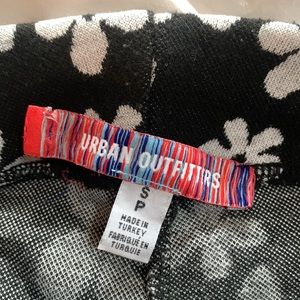 URBAN OUTFITTERS
S
P
MADE IN
TURKEY
FABRIQUÉ EN
TURQUIE